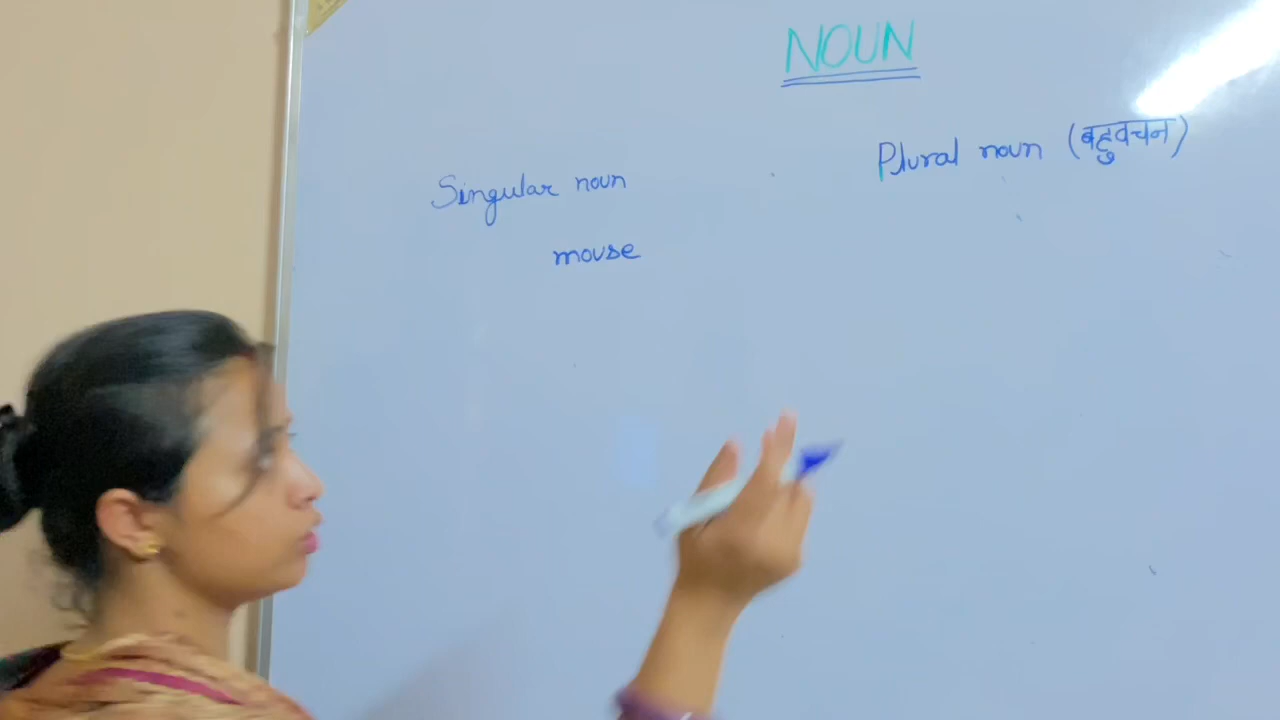 NOUN
Singular noun
Plural noun (बहुवचन)
mouse